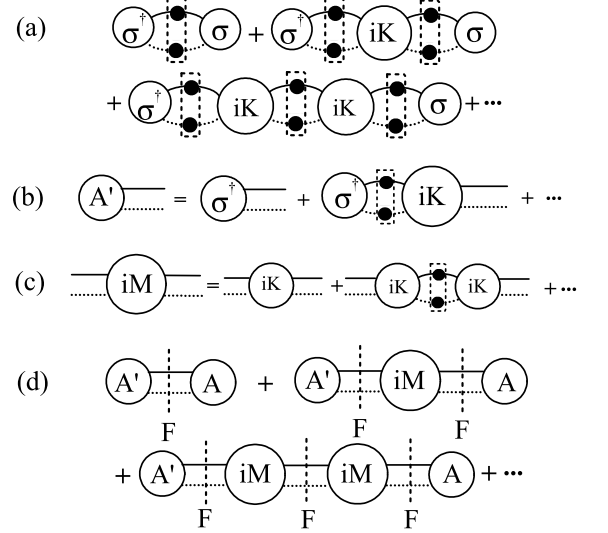 (a) σ† σ + σ† iK σ
+ σ† iK iK σ + ···
(b) A' = σ† + σ† iK + ···
(c) iM = iK + iK iK + ···
(d) A' A + A' iM A
F F F
+ A' iM iM A + ···
F F F